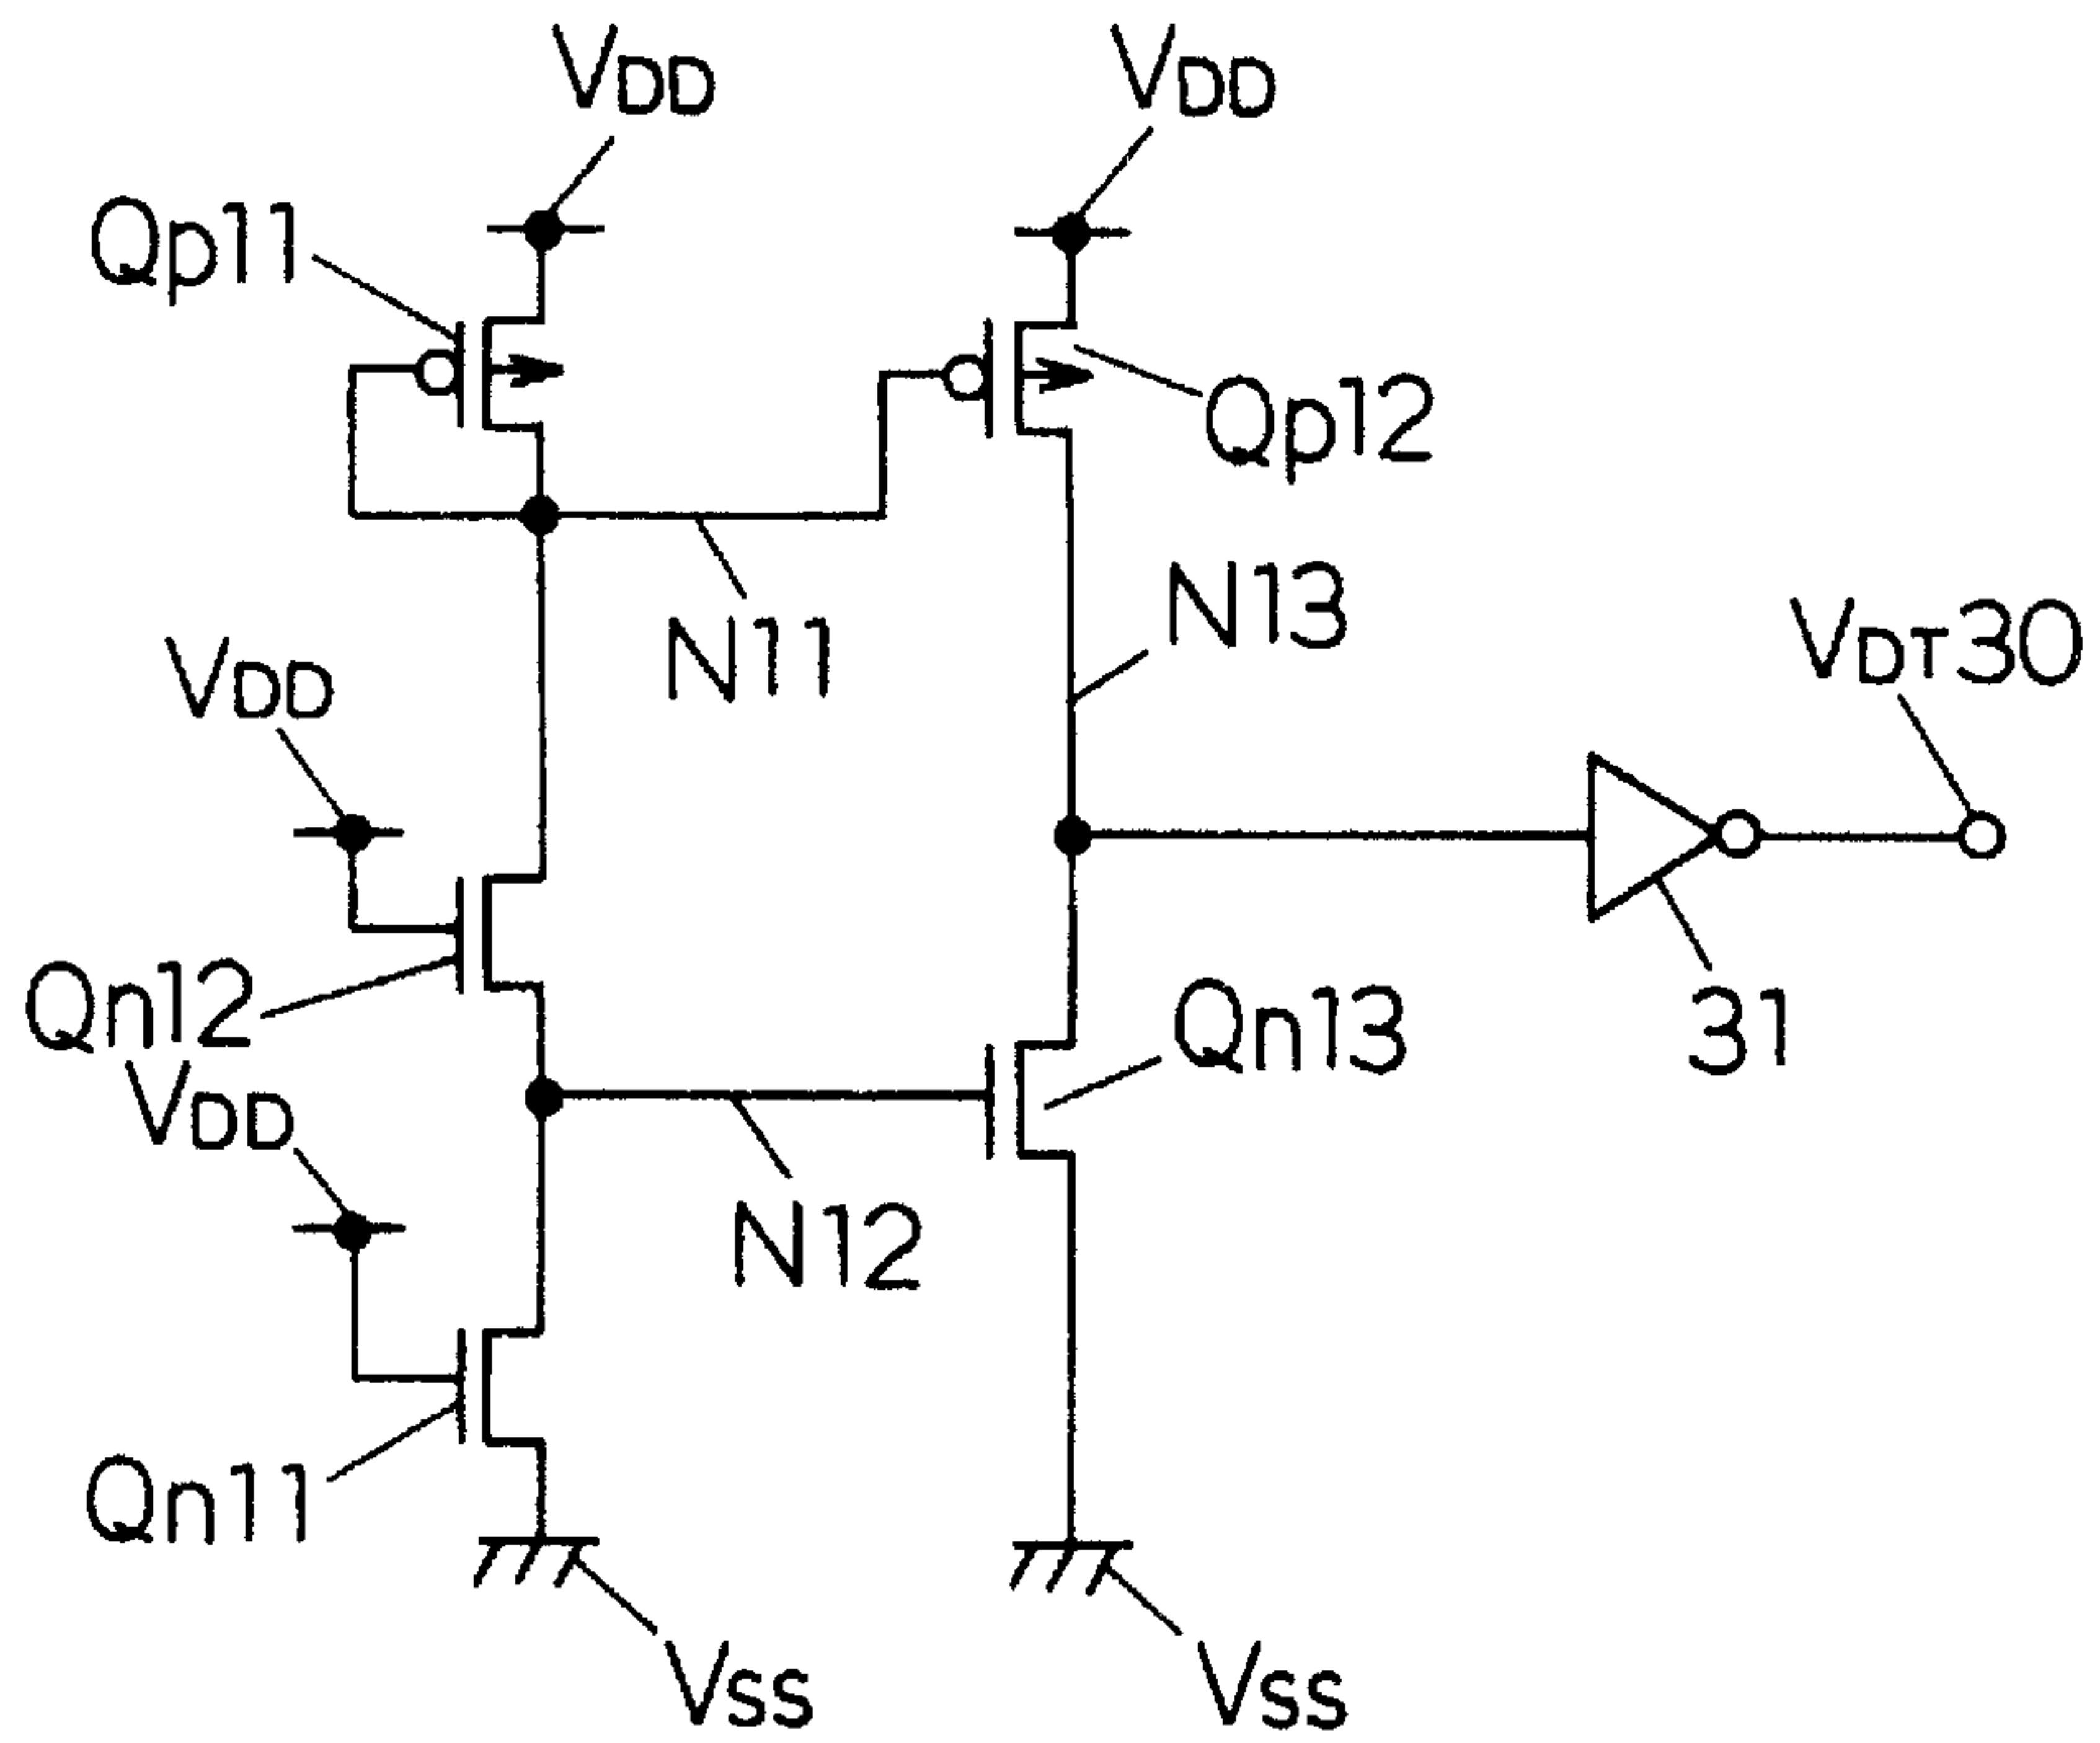 VDD
VDD
Qp11
Qp12
N11
N13
VDT30
VDD
Qn12
VDD
Qn13
31
N12
Qn11
VSS
VSS